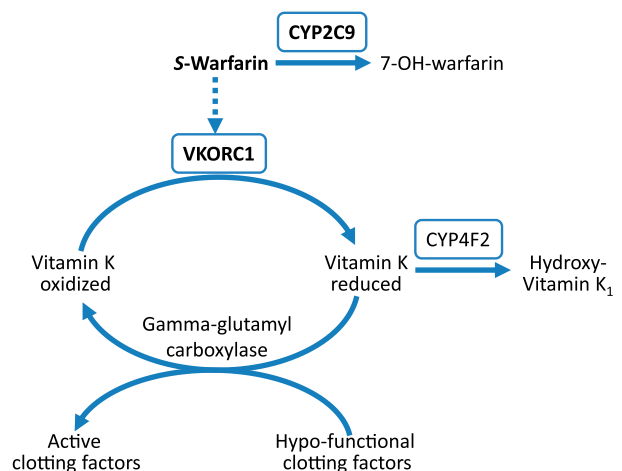 CYP2C9
S-Warfarin
7-OH-warfarin
VKORC1
Vitamin K
oxidized
Vitamin K
reduced
CYP4F2
Hydroxy-
Vitamin K₁
Gamma-glutamyl
carboxylase
Active
clotting factors
Hypo-functional
clotting factors